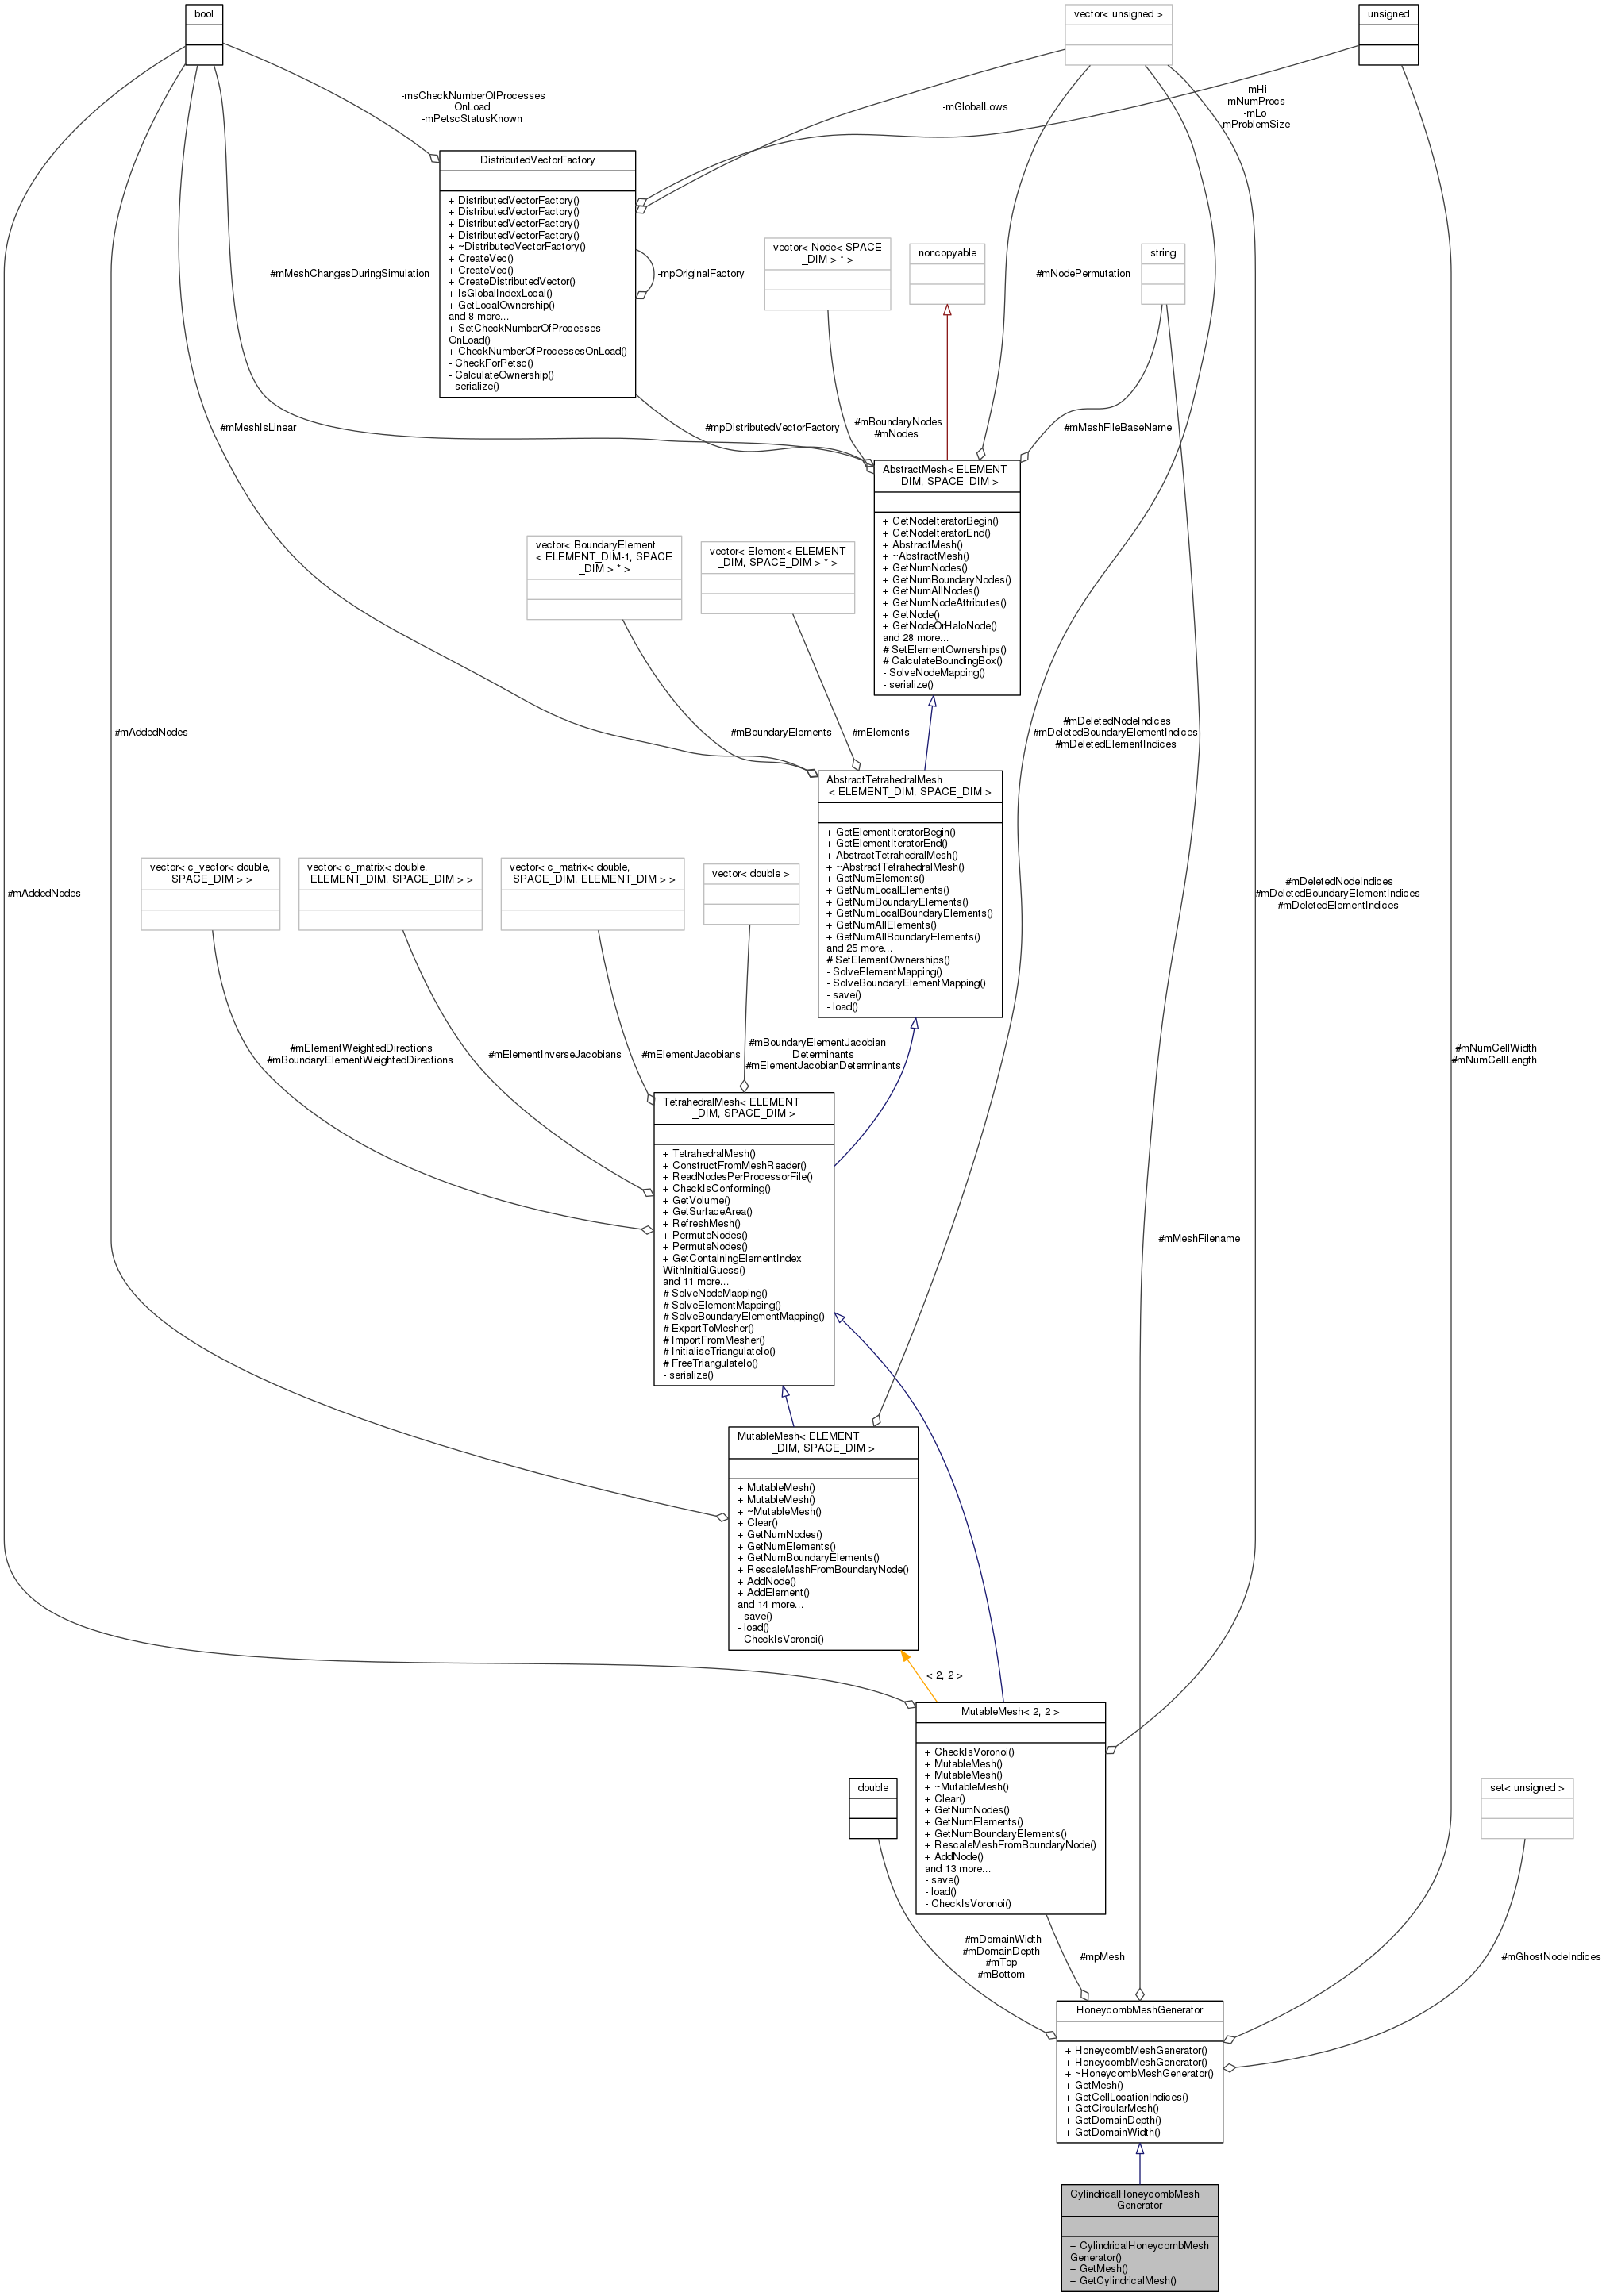 bool
vector< unsigned >
unsigned
-msCheckNumberOfProcesses
OnLoad
-mPetscStatusKnown
-mGlobalLows
-mHi
-mNumProcs
-mLo
-mProblemSize
DistributedVectorFactory
+ DistributedVectorFactory()
+ DistributedVectorFactory()
+ DistributedVectorFactory()
+ DistributedVectorFactory()
+ ~DistributedVectorFactory()
+ CreateVec()
+ CreateVec()
+ CreateDistributedVector()
+ IsGlobalIndexLocal()
+ GetLocalOwnership()
and 8 more...
+ SetCheckNumberOfProcesses
OnLoad()
+ CheckNumberOfProcessesOnLoad()
- CheckForPetsc()
- CalculateOwnership()
- serialize()
#mMeshChangesDuringSimulation
-mpOriginalFactory
vector< Node< SPACE
_DIM > * >
noncopyable
string
#mNodePermutation
#mMeshIsLinear
#mpDistributedVectorFactory
#mBoundaryNodes
#mNodes
#mMeshFileBaseName
AbstractMesh< ELEMENT
_DIM, SPACE_DIM >
+ GetNodeIteratorBegin()
+ GetNodeIteratorEnd()
+ AbstractMesh()
+ ~AbstractMesh()
+ GetNumNodes()
+ GetNumBoundaryNodes()
+ GetNumAllNodes()
+ GetNumNodeAttributes()
+ GetNode()
+ GetNodeOrHaloNode()
and 28 more...
# SetElementOwnerships()
# CalculateBoundingBox()
- SolveNodeMapping()
- serialize()
vector< BoundaryElement
< ELEMENT_DIM-1, SPACE
_DIM > * >
vector< Element< ELEMENT
_DIM, SPACE_DIM > * >
#mAddedNodes
#mBoundaryElements
#mElements
#mDeletedNodeIndices
#mDeletedBoundaryElementIndices
#mDeletedElementIndices
AbstractTetrahedralMesh
< ELEMENT_DIM, SPACE_DIM >
+ GetElementIteratorBegin()
+ GetElementIteratorEnd()
+ AbstractTetrahedralMesh()
+ ~AbstractTetrahedralMesh()
+ GetNumElements()
+ GetNumLocalElements()
+ GetNumBoundaryElements()
+ GetNumLocalBoundaryElements()
+ GetNumAllElements()
+ GetNumAllBoundaryElements()
and 25 more...
# SetElementOwnerships()
- SolveElementMapping()
- SolveBoundaryElementMapping()
- save()
- load()
#mAddedNodes
vector< c_vector< double,
SPACE_DIM > >
vector< c_matrix< double,
ELEMENT_DIM, SPACE_DIM > >
vector< c_matrix< double,
SPACE_DIM, ELEMENT_DIM > >
vector< double >
#mDeletedNodeIndices
#mDeletedBoundaryElementIndices
#mDeletedElementIndices
#mElementWeightedDirections
#mBoundaryElementWeightedDirections
#mElementInverseJacobians
#mElementJacobians
#mBoundaryElementJacobian
Determinants
#mElementJacobianDeterminants
#mNumCellWidth
#mNumCellLength
TetrahedralMesh< ELEMENT
_DIM, SPACE_DIM >
+ TetrahedralMesh()
+ ConstructFromMeshReader()
+ ReadNodesPerProcessorFile()
+ CheckIsConforming()
+ GetVolume()
+ GetSurfaceArea()
+ RefreshMesh()
+ PermuteNodes()
+ PermuteNodes()
+ GetContainingElementIndex
WithInitialGuess()
and 11 more...
# SolveNodeMapping()
# SolveElementMapping()
# SolveBoundaryElementMapping()
# ExportToMesher()
# ImportFromMesher()
# InitialiseTriangulateIo()
# FreeTriangulateIo()
- serialize()
#mMeshFilename
MutableMesh< ELEMENT
_DIM, SPACE_DIM >
+ MutableMesh()
+ MutableMesh()
+ ~MutableMesh()
+ Clear()
+ GetNumNodes()
+ GetNumElements()
+ GetNumBoundaryElements()
+ RescaleMeshFromBoundaryNode()
+ AddNode()
+ AddElement()
and 14 more...
- save()
- load()
- CheckIsVoronoi()
< 2, 2 >
MutableMesh< 2, 2 >
+ CheckIsVoronoi()
+ MutableMesh()
+ MutableMesh()
+ ~MutableMesh()
+ Clear()
+ GetNumNodes()
+ GetNumElements()
+ GetNumBoundaryElements()
+ RescaleMeshFromBoundaryNode()
+ AddNode()
and 13 more...
- save()
- load()
- CheckIsVoronoi()
double
set< unsigned >
#mDomainWidth
#mDomainDepth
#mTop
#mBottom
#mpMesh
#mGhostNodeIndices
HoneycombMeshGenerator
+ HoneycombMeshGenerator()
+ HoneycombMeshGenerator()
+ ~HoneycombMeshGenerator()
+ GetMesh()
+ GetCellLocationIndices()
+ GetCircularMesh()
+ GetDomainDepth()
+ GetDomainWidth()
CylindricalHoneycombMesh
Generator
+ CylindricalHoneycombMesh
Generator()
+ GetMesh()
+ GetCylindricalMesh()